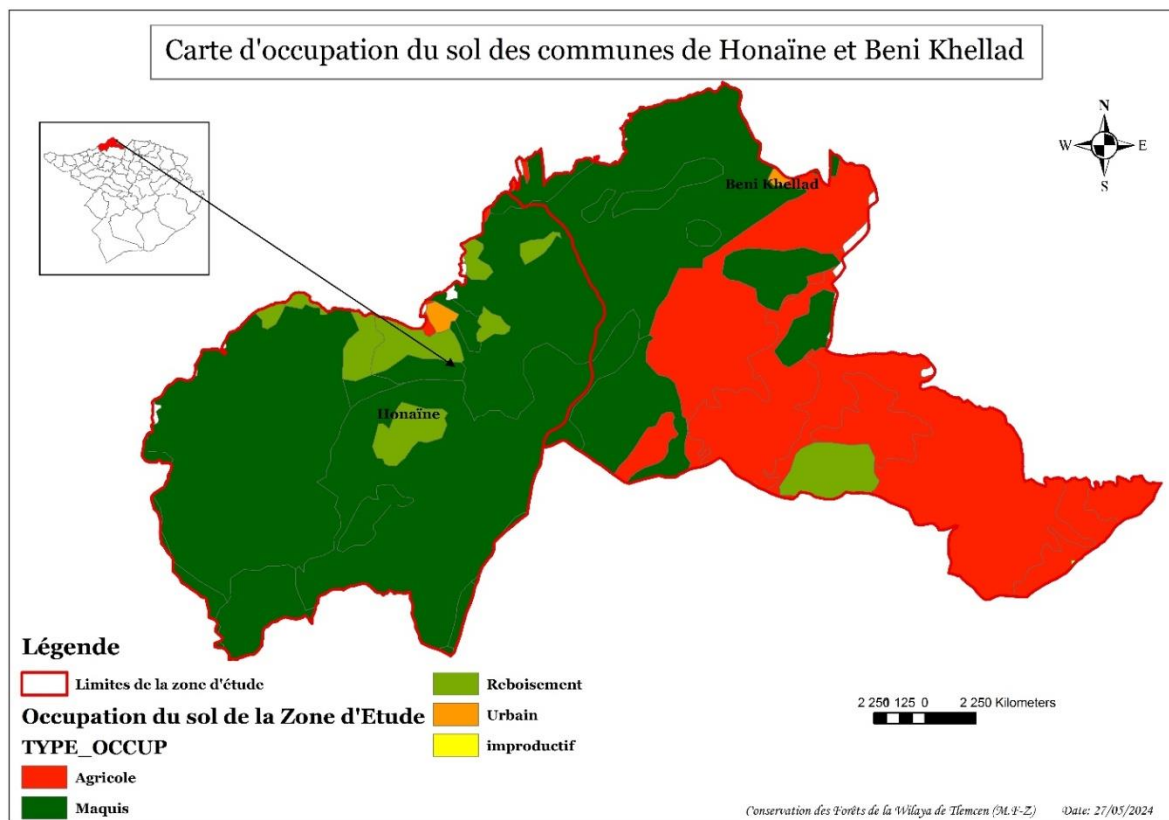 Carte d'occupation du sol des communes de Honaïne et Beni Khellad
N
W E
S
Beni Khellad
Honaïne
Légende
Limites de la zone d'étude
Occupation du sol de la Zone d'Etude
TYPE_OCCUP
Agricole
Maquis
Reboisement
Urbain
improductif
2 250 1 125 0 2 250 Kilometers
Conservation des Forêts de la Wilaya de Tlemcen (M.F-Z) Date: 27/05/2024